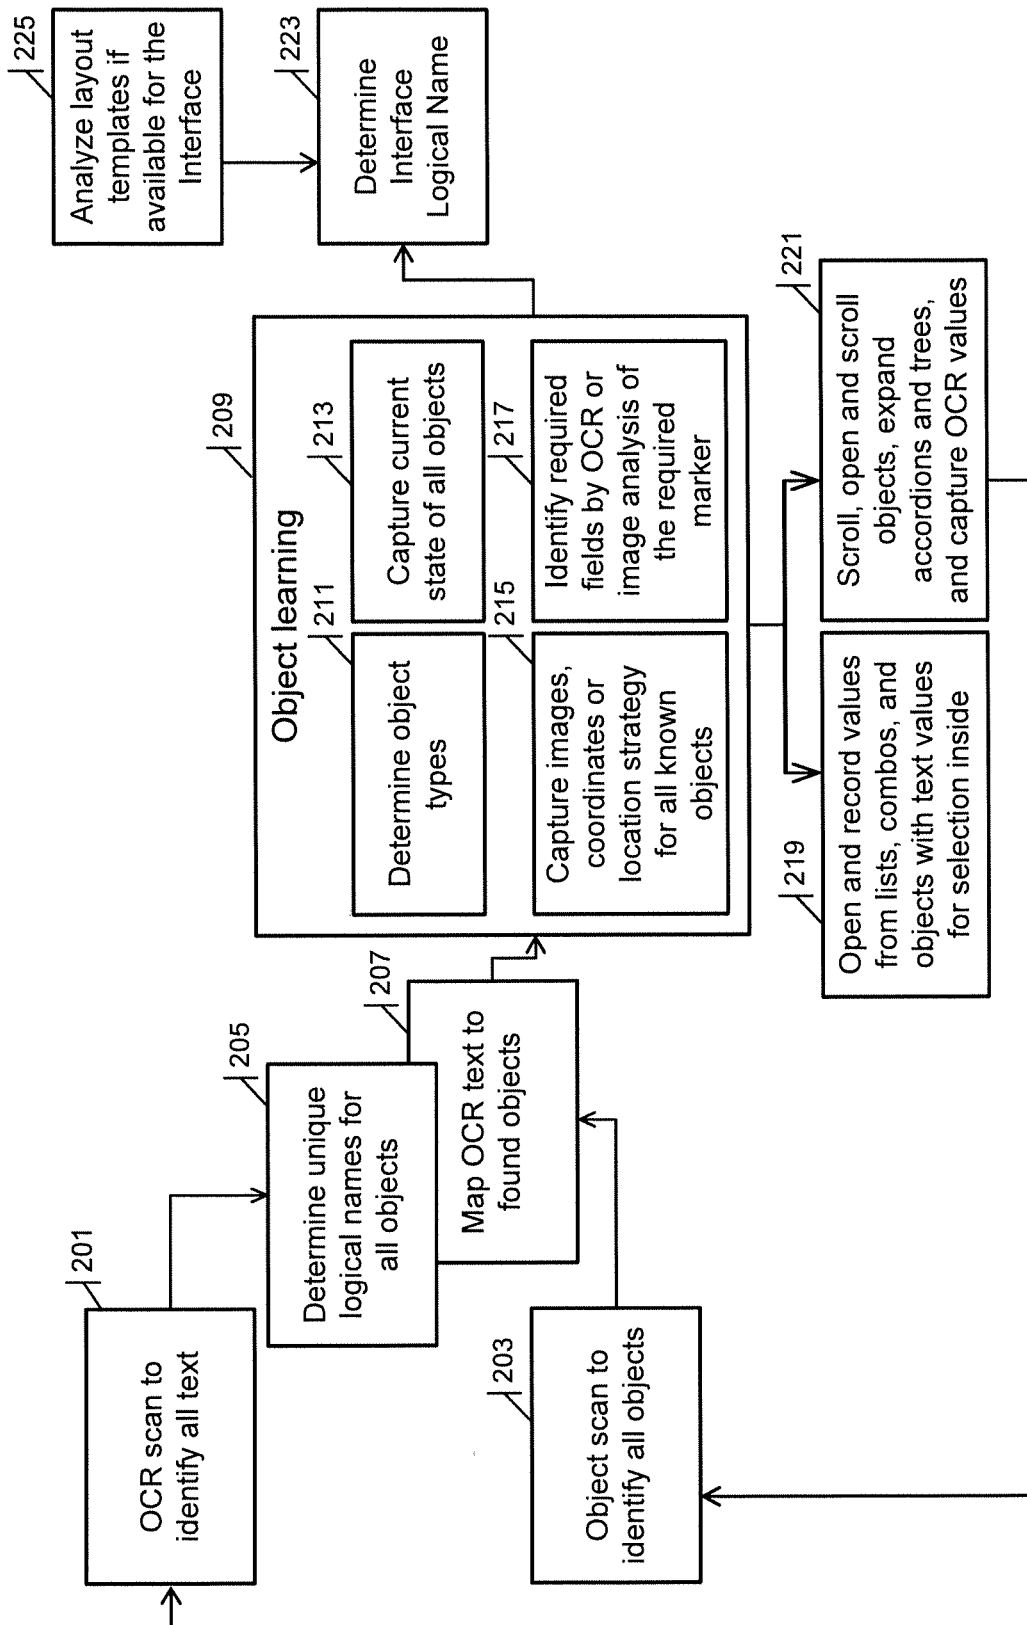 201
OCR scan to
identify all text
203
Object scan to
identify all objects
205
Determine unique
logical names for
all objects
207
Map OCR text to
found objects
209
Object learning
211
Determine object
types
213
Capture current
state of all objects
215
Capture images,
coordinates or
location strategy
for all known
objects
217
Identify required
fields by OCR or
image analysis of
the required
marker
219
Open and record values
from lists, combos, and
objects with text values
for selection inside
221
Scroll, open and scroll
objects, expand
accordions and trees,
and capture OCR values
223
Determine
Interface
Logical Name
225
Analyze layout
templates if
available for the
Interface